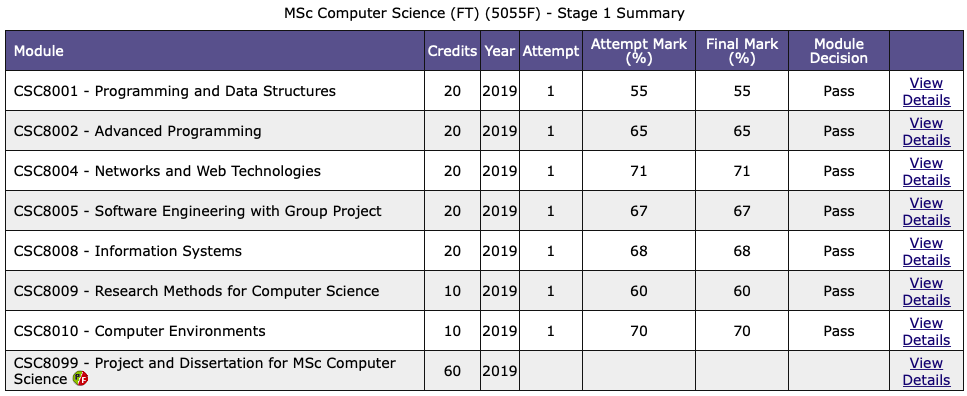 MSc Computer Science (FT) (5055F) - Stage 1 Summary
Module Credits Year Attempt Attempt Mark (%) Final Mark (%) Module Decision
CSC8001 - Programming and Data Structures 20 2019 1 55 55 Pass View Details
CSC8002 - Advanced Programming 20 2019 1 65 65 Pass View Details
CSC8004 - Networks and Web Technologies 20 2019 1 71 71 Pass View Details
CSC8005 - Software Engineering with Group Project 20 2019 1 67 67 Pass View Details
CSC8008 - Information Systems 20 2019 1 68 68 Pass View Details
CSC8009 - Research Methods for Computer Science 10 2019 1 60 60 Pass View Details
CSC8010 - Computer Environments 10 2019 1 70 70 Pass View Details
CSC8099 - Project and Dissertation for MSc Computer Science P/F 60 2019 View Details